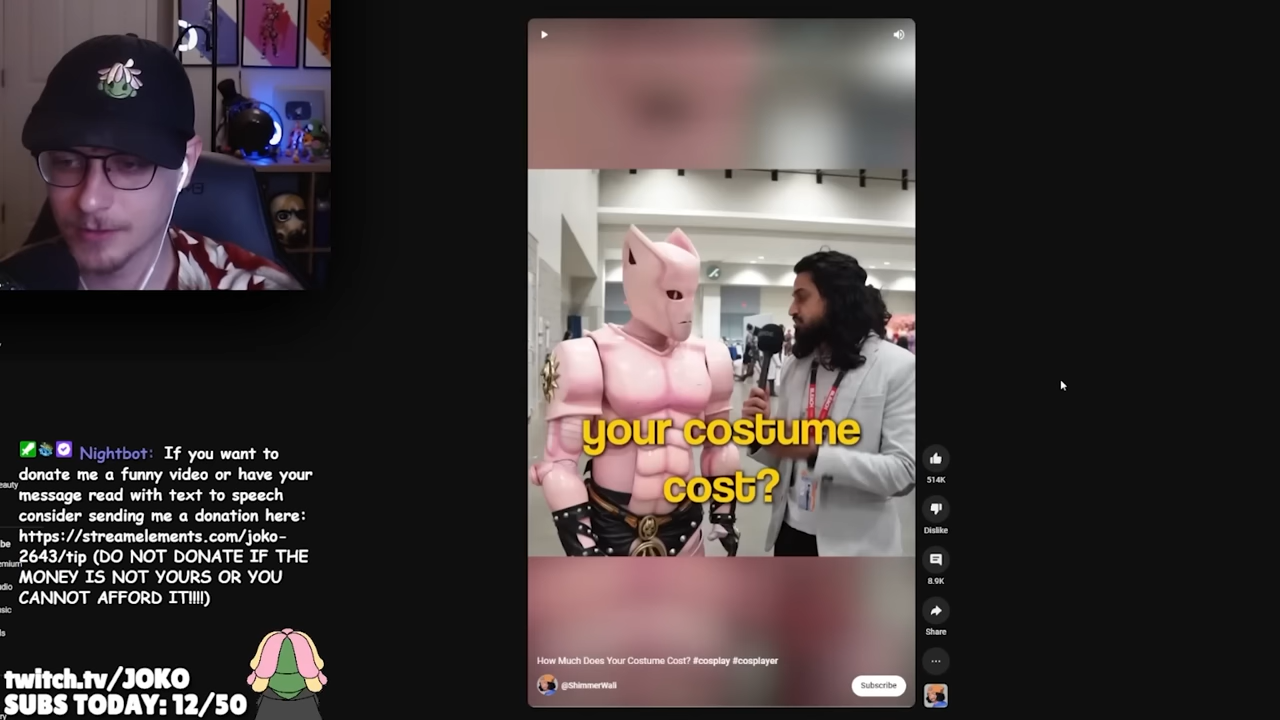 your costume
cost?
514K
Dislike
8.9K
Share
How Much Does Your Costume Cost? #cosplay #cosplayer
@ShimmerWali
Subscribe
Nightbot: If you want to
donate me a funny video or have your
message read with text to speech
consider sending me a donation here:
https://streamelements.com/joko-
2643/tip (DO NOT DONATE IF THE
MONEY IS NOT YOURS OR YOU
CANNOT AFFORD IT!!!!)
twitch.tv/JOKO
SUBS TODAY: 12/50